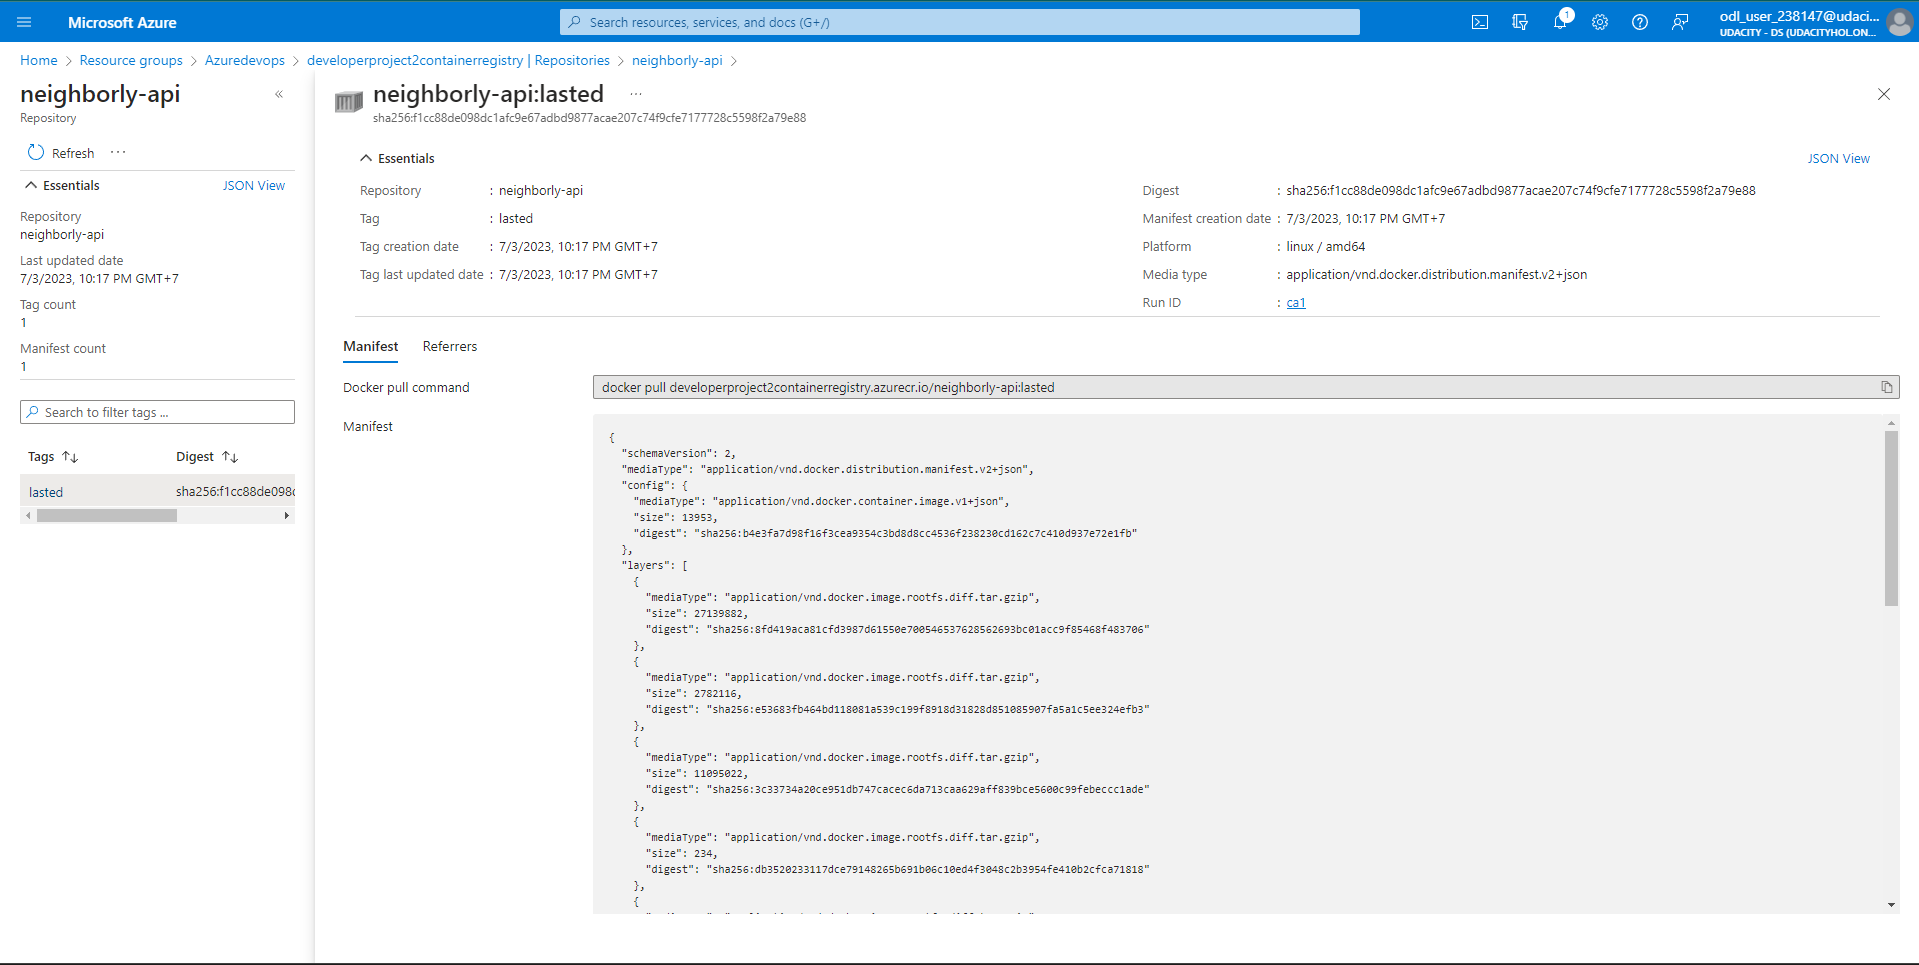 Microsoft Azure
Search resources, services, and docs (G+/)
1
odl_user_238147@udaci...
UDACITY - DS (UDACITYHOL.ON...
Home > Resource groups > Azuredevops > developerproject2containerregistry | Repositories > neighborly-api >
neighborly-api
Repository
Refresh ...
Essentials
JSON View
Repository
neighborly-api
Last updated date
7/3/2023, 10:17 PM GMT+7
Tag count
1
Manifest count
1
Search to filter tags ...
Tags Digest
lasted sha256:f1cc88de098c
neighborly-api:lasted ...
sha256:f1cc88de098dc1afc9e67adbd9877acae207c74f9cfe7177728c5598f2a79e88
Essentials
JSON View
Repository : neighborly-api
Tag : lasted
Tag creation date : 7/3/2023, 10:17 PM GMT+7
Tag last updated date : 7/3/2023, 10:17 PM GMT+7
Digest : sha256:f1cc88de098dc1afc9e67adbd9877acae207c74f9cfe7177728c5598f2a79e88
Manifest creation date : 7/3/2023, 10:17 PM GMT+7
Platform : linux / amd64
Media type : application/vnd.docker.distribution.manifest.v2+json
Run ID : ca1
Manifest Referrers
Docker pull command
docker pull developerproject2containerregistry.azurecr.io/neighborly-api:lasted
Manifest
{
"schemaVersion": 2,
"mediaType": "application/vnd.docker.distribution.manifest.v2+json",
"config": {
"mediaType": "application/vnd.docker.container.image.v1+json",
"size": 13953,
"digest": "sha256:b4e3fa7d98f16f3cea9354c3bd8d8cc4536f238230cd162c7c410d937e72e1fb"
},
"layers": [
{
"mediaType": "application/vnd.docker.image.rootfs.diff.tar.gzip",
"size": 27139882,
"digest": "sha256:8fd419aca81cfd3987d61550e700546537628562693bc01acc9f85468f483706"
},
{
"mediaType": "application/vnd.docker.image.rootfs.diff.tar.gzip",
"size": 2782116,
"digest": "sha256:e53683fb464bd118081a539c199f8918d31828d851085907fa5a1c5ee324efb3"
},
{
"mediaType": "application/vnd.docker.image.rootfs.diff.tar.gzip",
"size": 11095022,
"digest": "sha256:3c33734a20ce951db747cacec6da713caa629aff839bce5600c99febeccc1ade"
},
{
"mediaType": "application/vnd.docker.image.rootfs.diff.tar.gzip",
"size": 234,
"digest": "sha256:db3520233117dce79148265b691b06c10ed4f3048c2b3954fe410b2cfca71818"
},
{